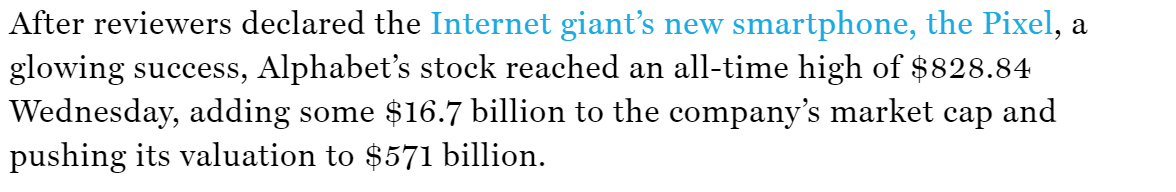 After reviewers declared the Internet giant’s new smartphone, the Pixel, a
glowing success, Alphabet’s stock reached an all-time high of $828.84
Wednesday, adding some $16.7 billion to the company’s market cap and
pushing its valuation to $571 billion.